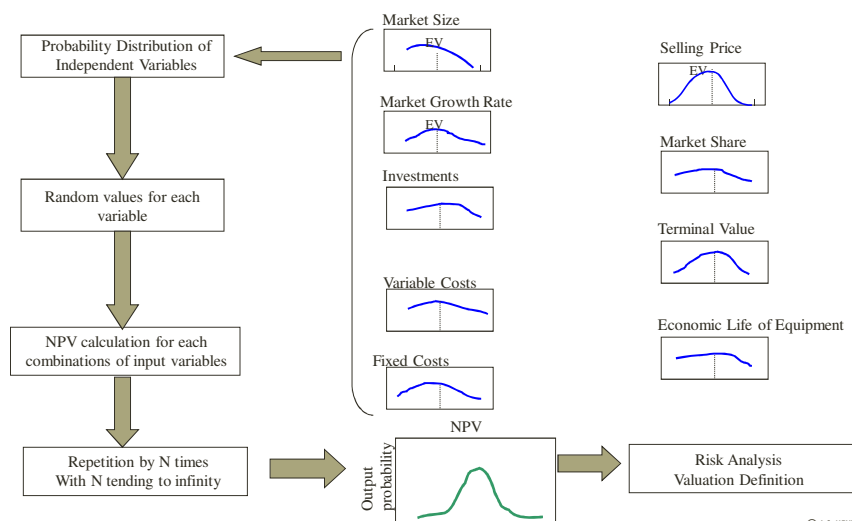 Probability Distribution of
Independent Variables
Random values for each
variable
NPV calculation for each
combinations of input variables
Repetition by N times
With N tending to infinity
Market Size
EV
Market Growth Rate
EV
Investments
Variable Costs
Fixed Costs
Selling Price
EV
Market Share
Terminal Value
Economic Life of Equipment
NPV
Output
probability
Risk Analysis
Valuation Definition